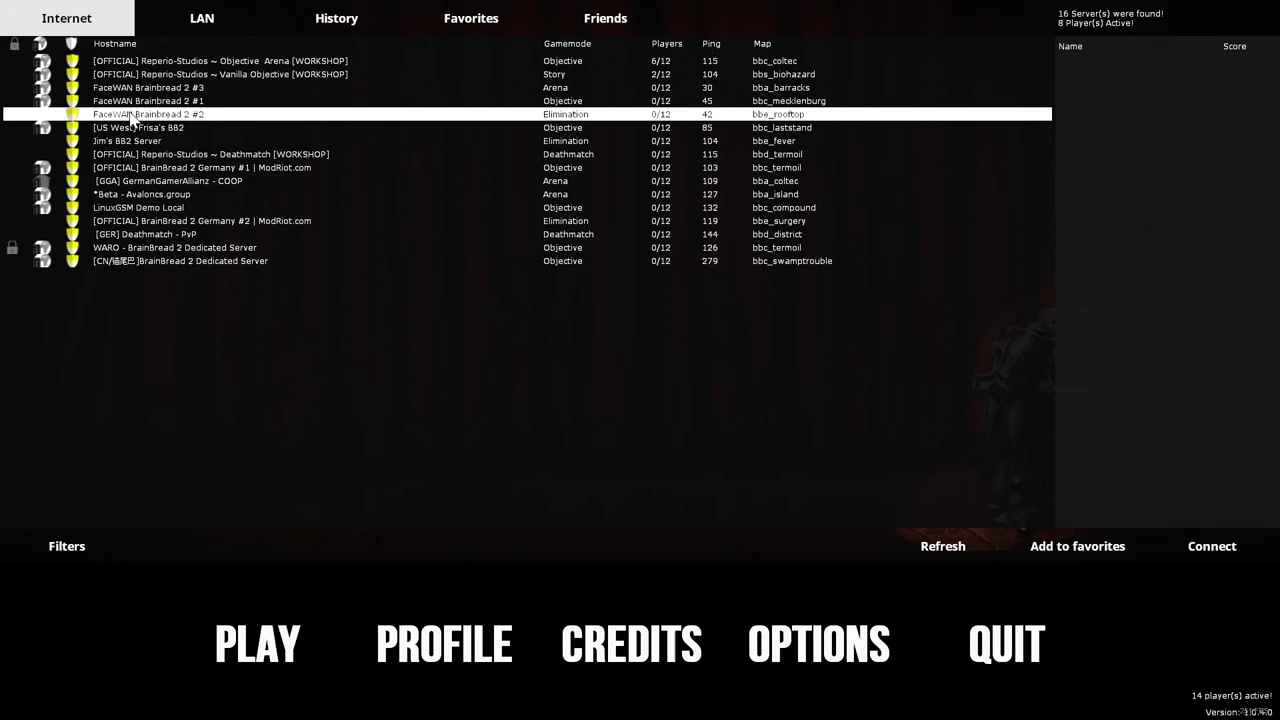 Internet LAN History Favorites Friends
16 Server(s) were found!
8 Player(s) Active!
Hostname Gamemode Players Ping Map Name Score
[OFFICIAL] Reperio-Studios ~ Objective Arena [WORKSHOP] Objective 6/12 115 bbc_coltec
[OFFICIAL] Reperio-Studios ~ Vanilla Objective [WORKSHOP] Story 2/12 104 bbs_biohazard
FaceWAN Brainbread 2 #3 Arena 0/12 30 bba_barracks
FaceWAN Brainbread 2 #1 Objective 0/12 45 bbc_mecklenburg
FaceWAN Brainbread 2 #2 Elimination 0/12 42 bbe_rooftop
[US West] Frisa's BB2 Objective 0/12 85 bbc_laststand
Jim's BB2 Server Elimination 0/12 104 bbe_fever
[OFFICIAL] Reperio-Studios ~ Deathmatch [WORKSHOP] Deathmatch 0/12 115 bbd_termoil
[OFFICIAL] BrainBread 2 Germany #1 | ModRiot.com Objective 0/12 103 bbc_termoil
[GGA] GermanGamerAllianz - COOP Arena 0/12 109 bba_coltec
*Beta - Avaloncs.group Arena 0/12 127 bba_island
LinuxGSM Demo Local Objective 0/12 132 bbc_compound
[OFFICIAL] BrainBread 2 Germany #2 | ModRiot.com Elimination 0/12 119 bbe_surgery
[GER] Deathmatch - PvP Deathmatch 0/12 144 bbd_district
WARO - BrainBread 2 Dedicated Server Objective 0/12 126 bbc_termoil
[CN/锚尾巴]BrainBread 2 Dedicated Server Objective 0/12 279 bbc_swamptrouble
Filters Refresh Add to favorites Connect
PLAY PROFILE CREDITS OPTIONS QUIT
14 player(s) active!
Version: